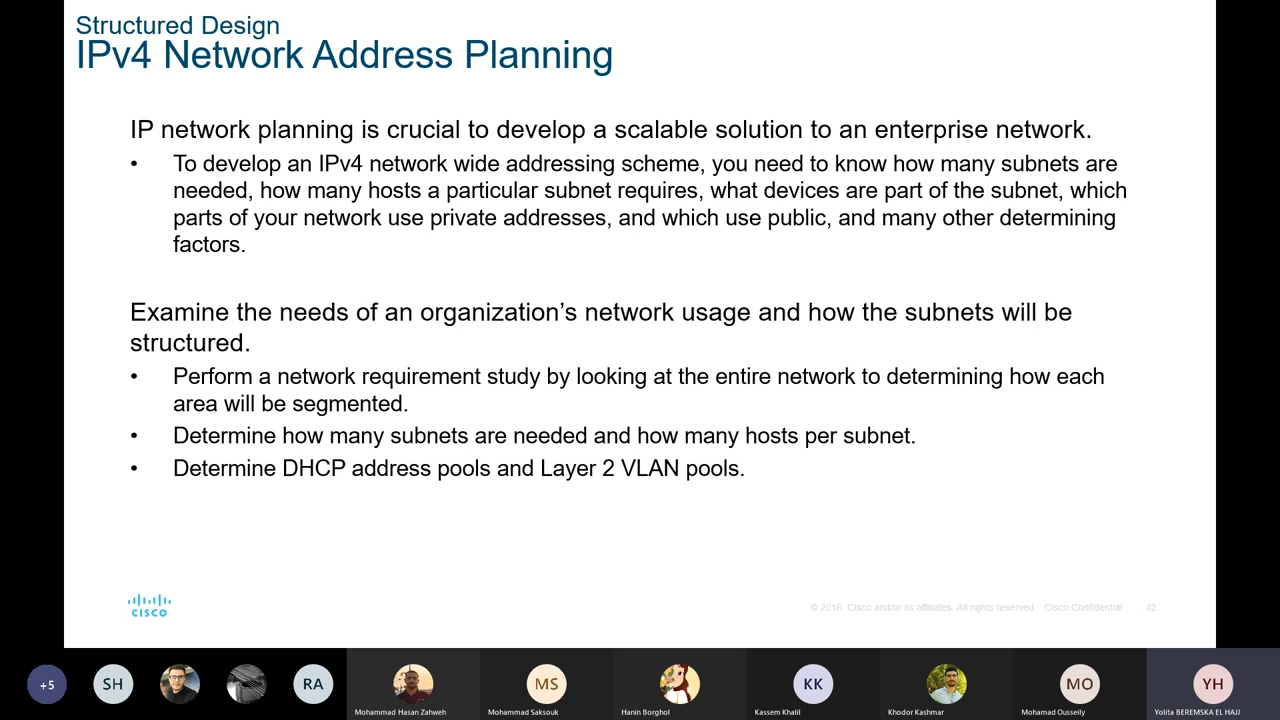 Structured Design
IPv4 Network Address Planning
IP network planning is crucial to develop a scalable solution to an enterprise network.
• To develop an IPv4 network wide addressing scheme, you need to know how many subnets are
needed, how many hosts a particular subnet requires, what devices are part of the subnet, which
parts of your network use private addresses, and which use public, and many other determining
factors.
Examine the needs of an organization’s network usage and how the subnets will be
structured.
• Perform a network requirement study by looking at the entire network to determining how each
area will be segmented.
• Determine how many subnets are needed and how many hosts per subnet.
• Determine DHCP address pools and Layer 2 VLAN pools.
CISCO
© 2016 Cisco and/or its affiliates. All rights reserved. Cisco Confidential 42
+5 SH RA MS KK MO YH
Mohammad Hasan Zahweh Mohammad Saksouk Hanin Borghol Kassem Khalil Khodor Kashmar Mohamad Ousseily Yolita BEREMSKA EL HAJJ